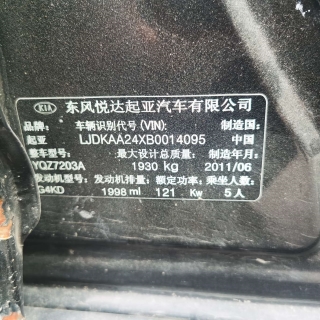 KIA 东风悦达起亚汽车有限公司
品牌: 车辆识别代号(VIN): 制造国:
起亚 LJDKAA24XB0014095 中国
整车型号: 最大设计总质量: 制造年月:
YQZ7203A 1930 kg 2011/06
发动机型号: 发动机排量: 额定功率: 乘坐人数:
G4KD 1998 ml 121 Kw 5人